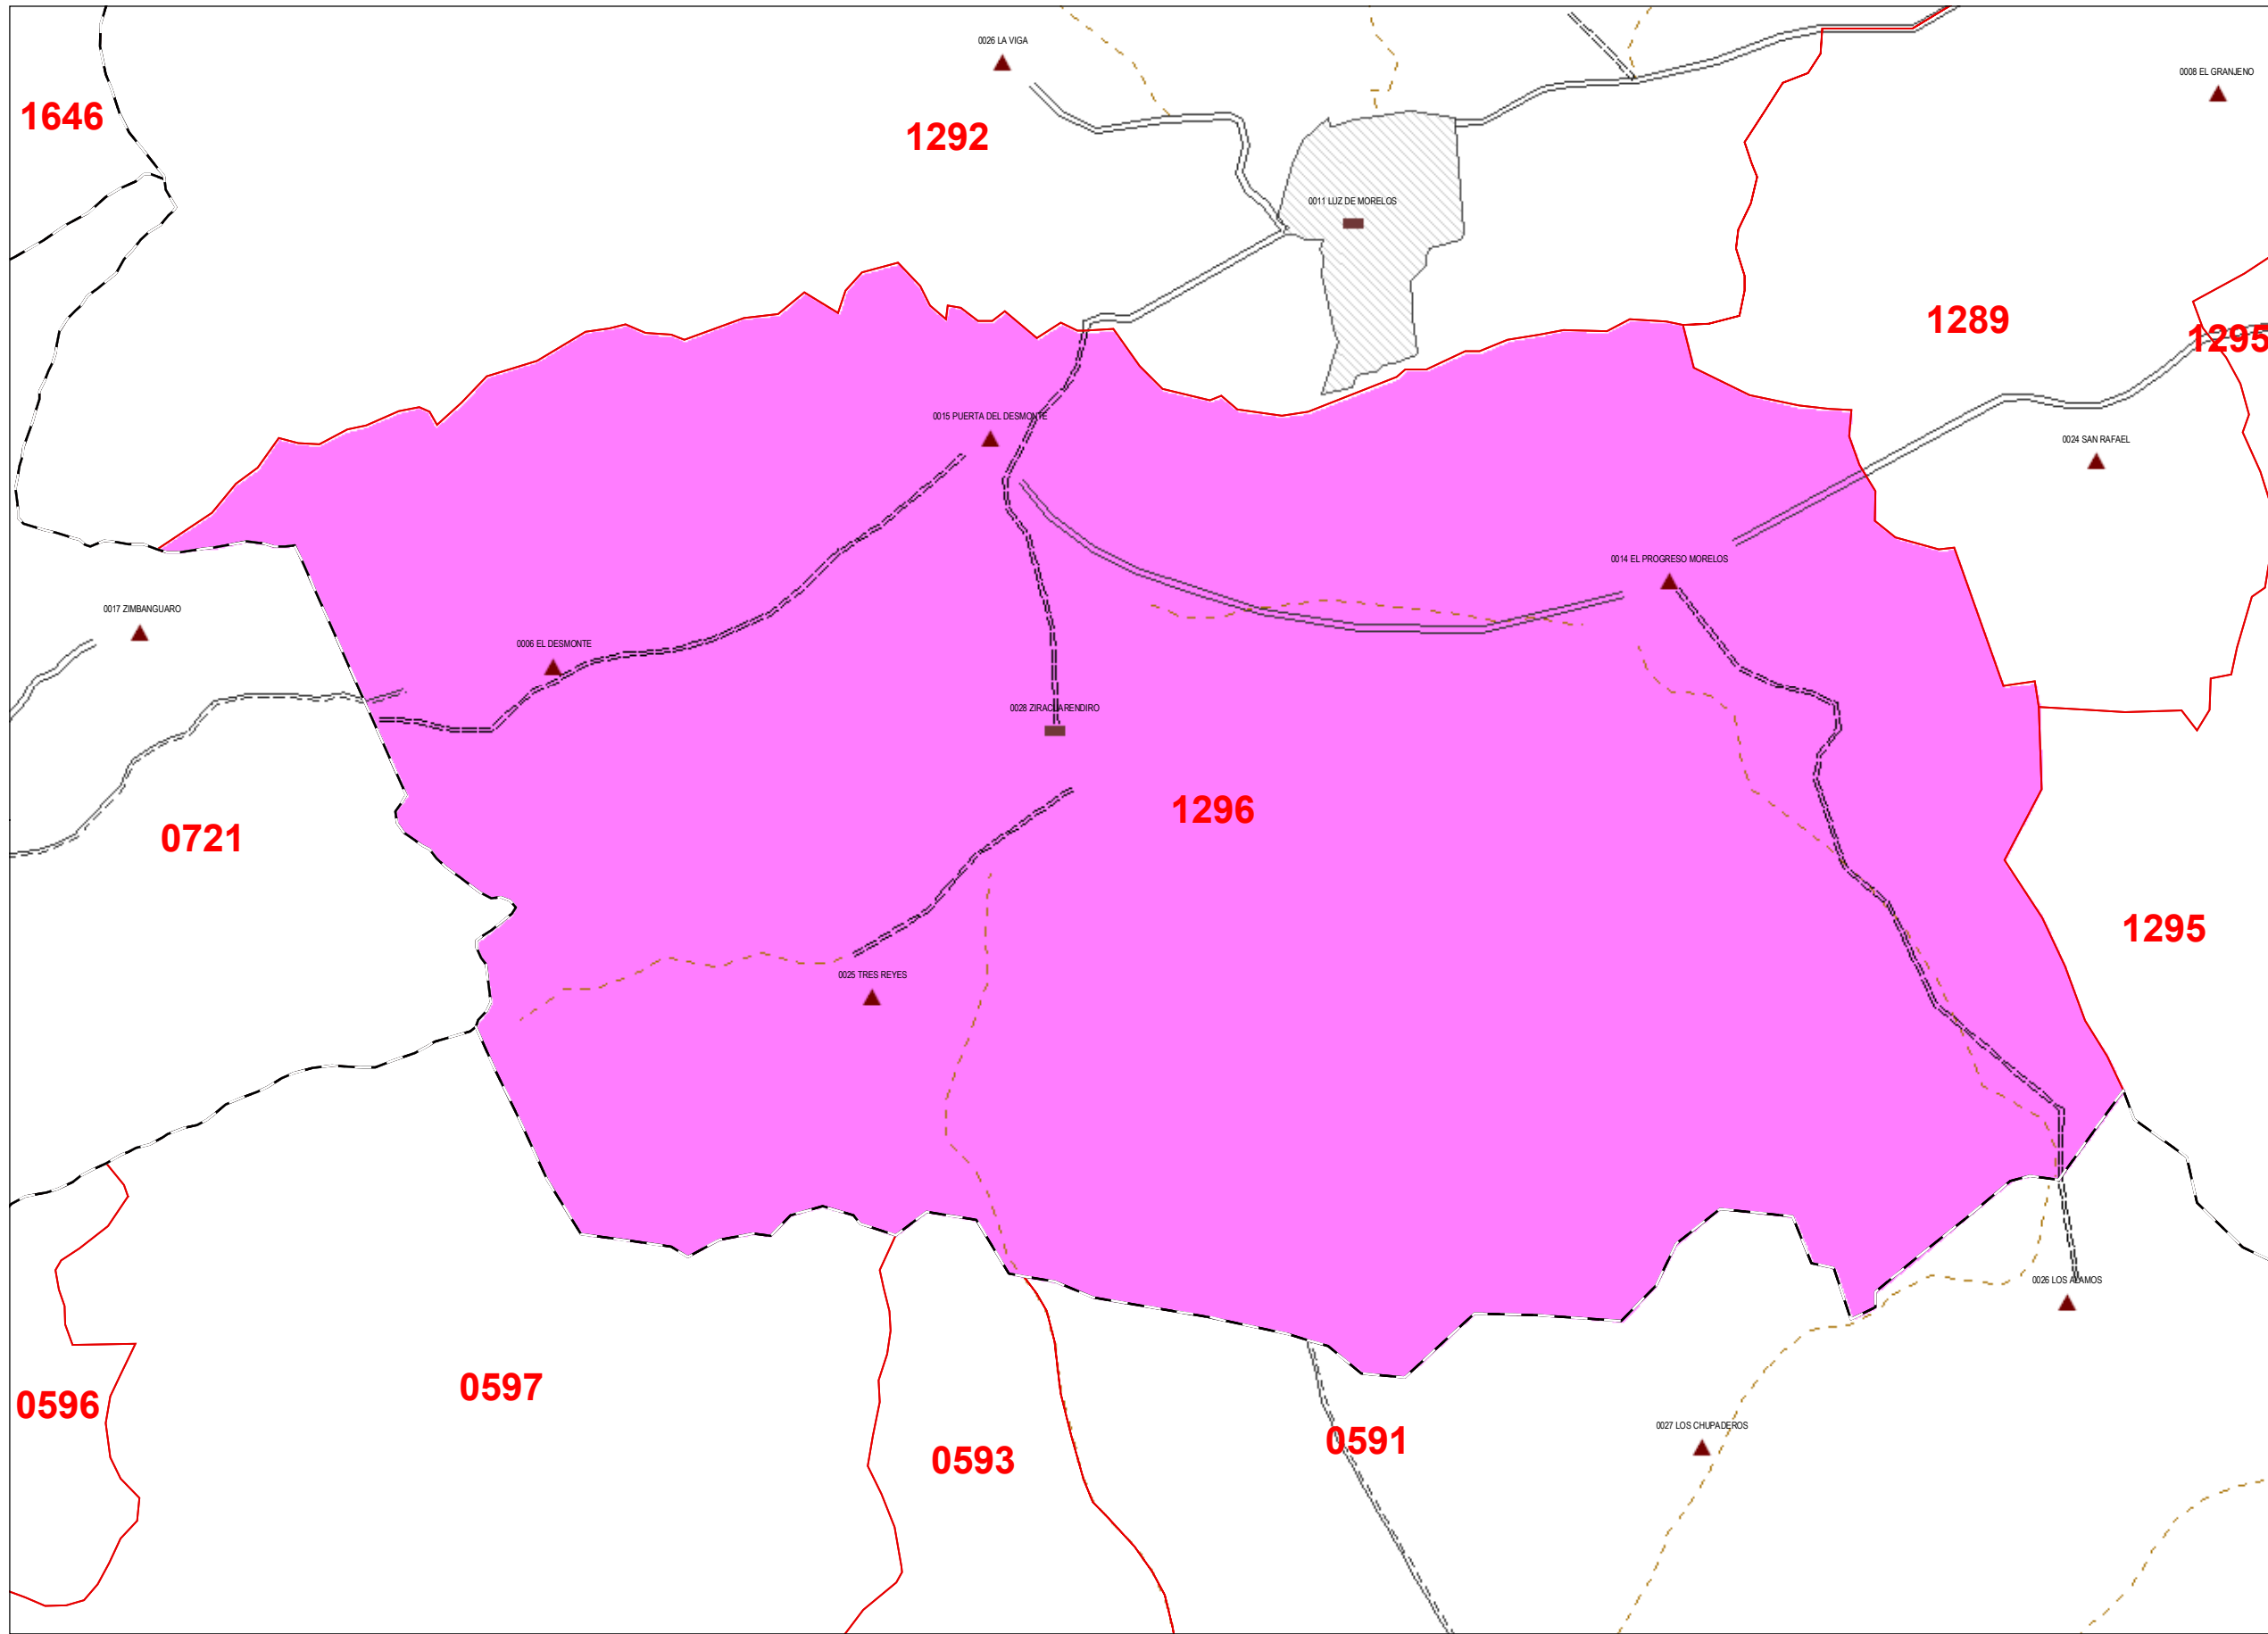 0026 LA VIGA
0008 EL GRANJENO
1646
1292
0011 LUZ DE MORELOS
1289
1295
0015 PUERTA DEL DESMONTE
0024 SAN RAFAEL
0014 EL PROGRESO MORELOS
0017 ZIMBANGUARO
0006 EL DESMONTE
0028 ZIRACUARENDIRO
1296
0721
1295
0025 TRES REYES
0026 LOS ALAMOS
0597
0596
0027 LOS CHUPADEROS
0591
0593